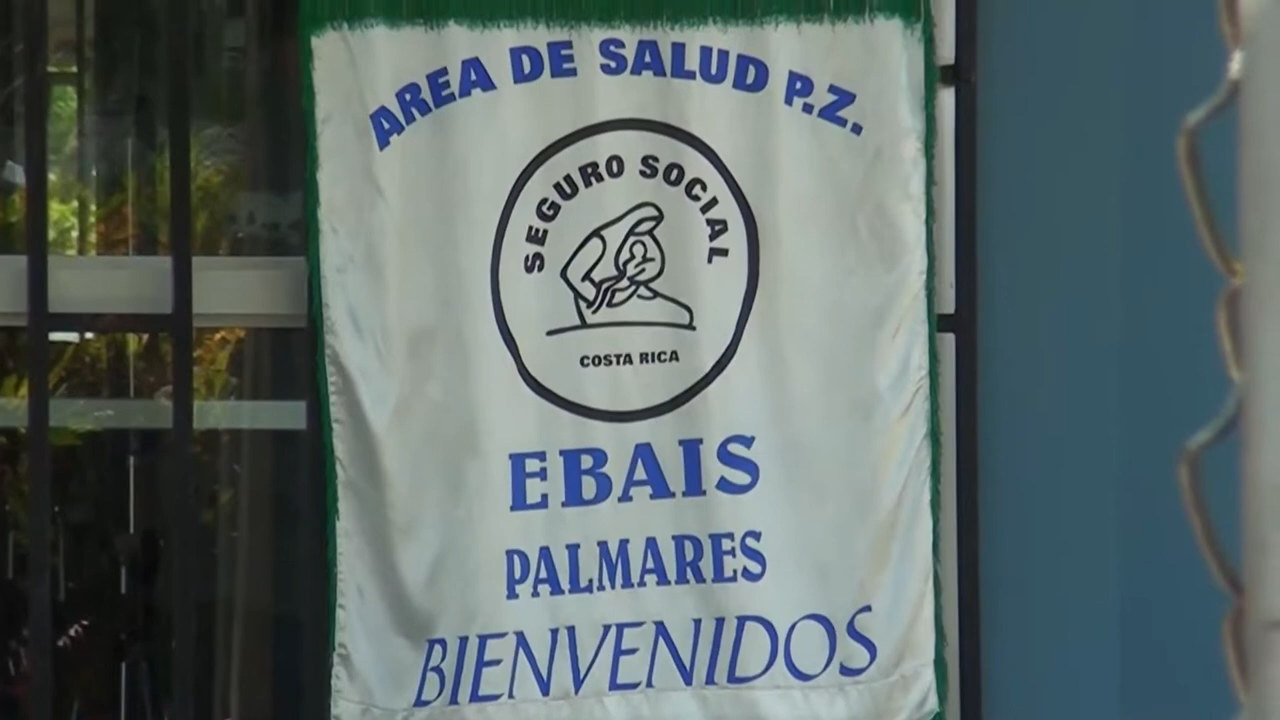 AREA DE SALUD P.Z.
SEGURO SOCIAL
COSTA RICA
EBAIS
PALMARES
BIENVENIDOS